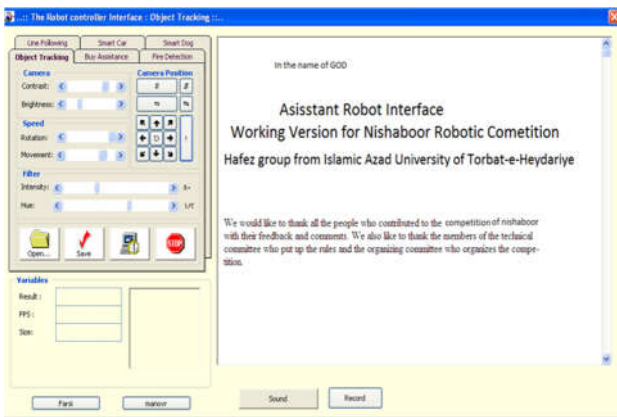 ..:: The Robot controller Interface : Object Tracking ::..
Line Following Smart Car Smart Dog
Object Tracking Buy Assistance Fire Detection
Camera Camera Position
Contrast:
Brightness:
Speed
Rotation:
Movement:
Filter
Intensity:
Hue:
Open... Save STOP
Variables
Result :
FPS :
Size:
Farsi manovr
In the name of GOD
Asisstant Robot Interface
Working Version for Nishaboor Robotic Cometition
Hafez group from Islamic Azad University of Torbat-e-Heydariye
We would like to thank all the people who contributed to the competition of nishaboor
with their feedback and comments. We also like to thank the members of the technical
committee who put up the rules and the organizing committee who organizes the compe-
tition.
Sound Record